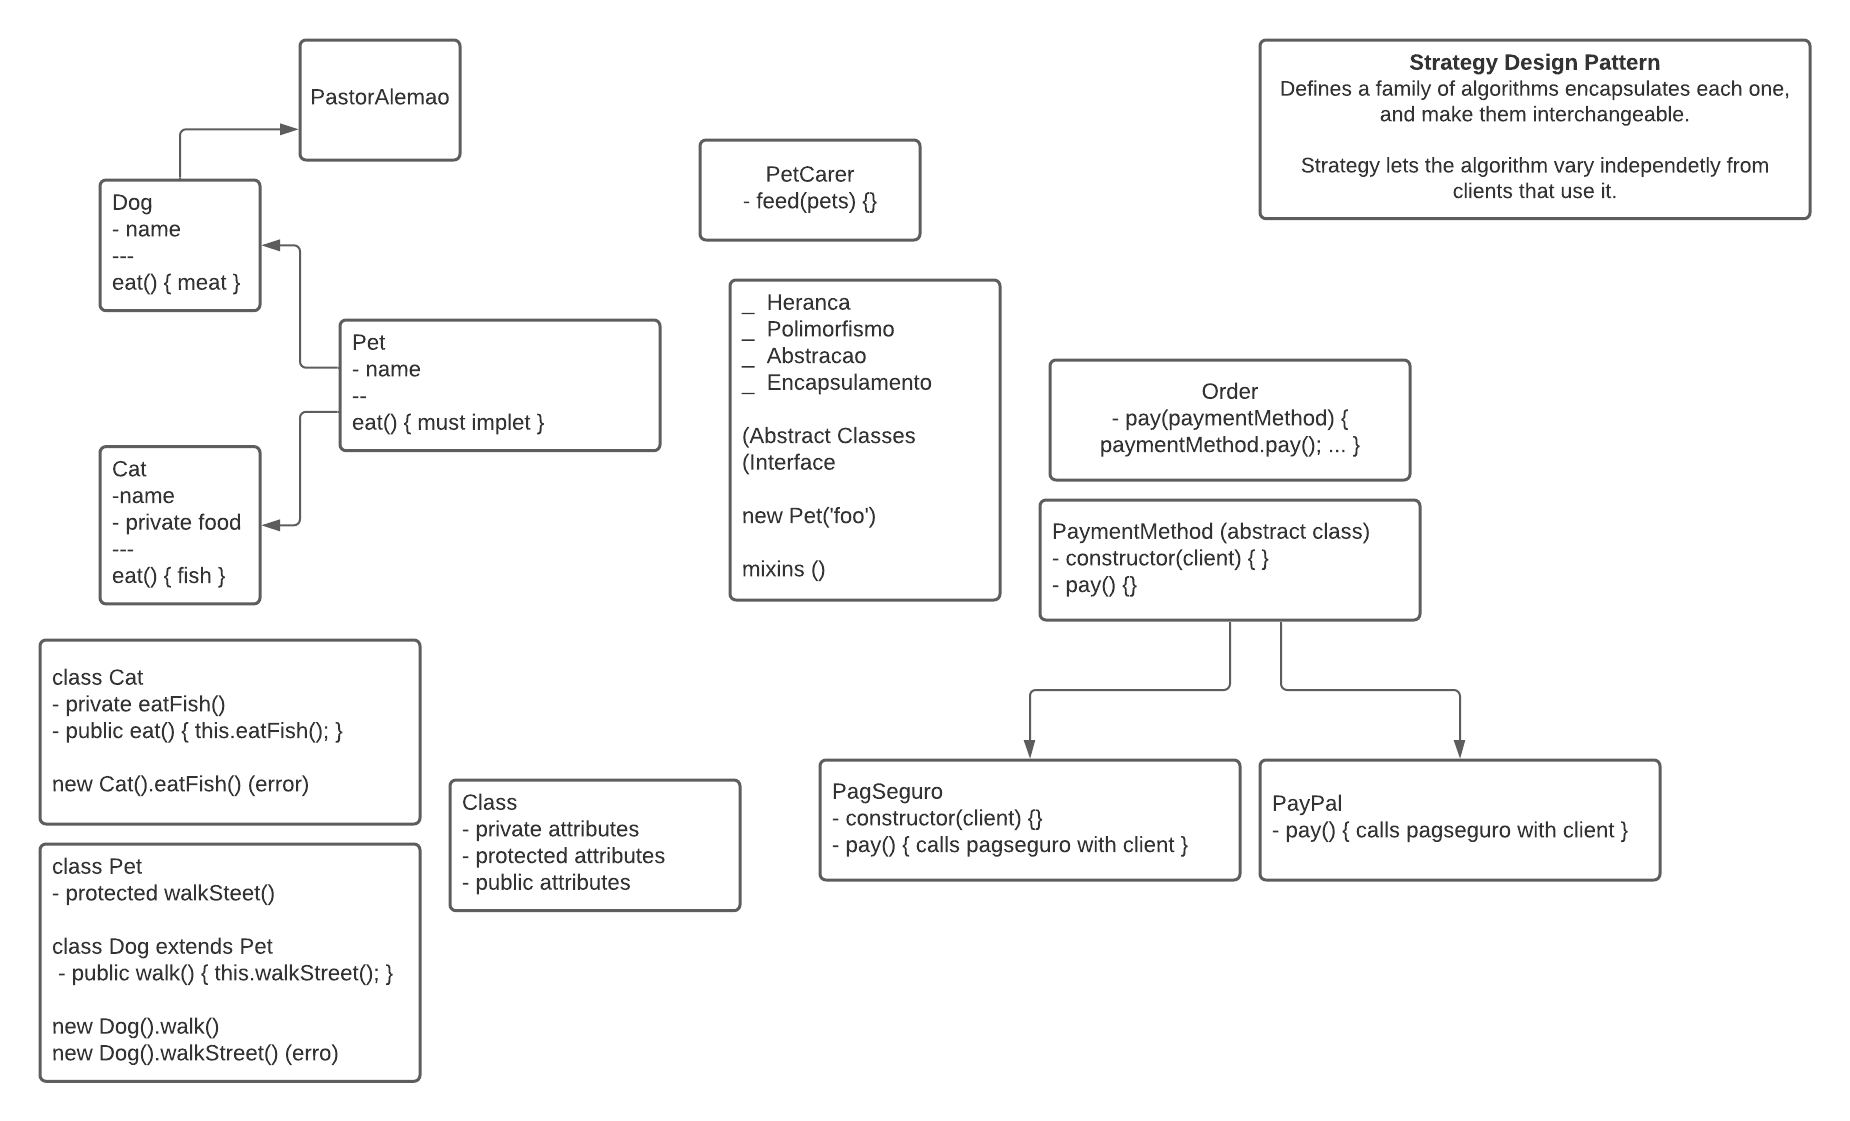 PastorAlemao
Dog
- name
---
eat() { meat }
Pet
- name
--
eat() { must implet }
Cat
-name
- private food
---
eat() { fish }
class Cat
- private eatFish()
- public eat() { this.eatFish(); }
new Cat().eatFish() (error)
class Pet
- protected walkSteet()
class Dog extends Pet
- public walk() { this.walkStreet(); }
new Dog().walk()
new Dog().walkStreet() (erro)
Class
- private attributes
- protected attributes
- public attributes
PetCarer
- feed(pets) {}
_ Heranca
_ Polimorfismo
_ Abstracao
_ Encapsulamento
(Abstract Classes
(Interface
new Pet('foo')
mixins ()
Strategy Design Pattern
Defines a family of algorithms encapsulates each one,
and make them interchangeable.
Strategy lets the algorithm vary independetly from
clients that use it.
Order
- pay(paymentMethod) {
paymentMethod.pay(); ... }
PaymentMethod (abstract class)
- constructor(client) { }
- pay() {}
PagSeguro
- constructor(client) {}
- pay() { calls pagseguro with client }
PayPal
- pay() { calls pagseguro with client }